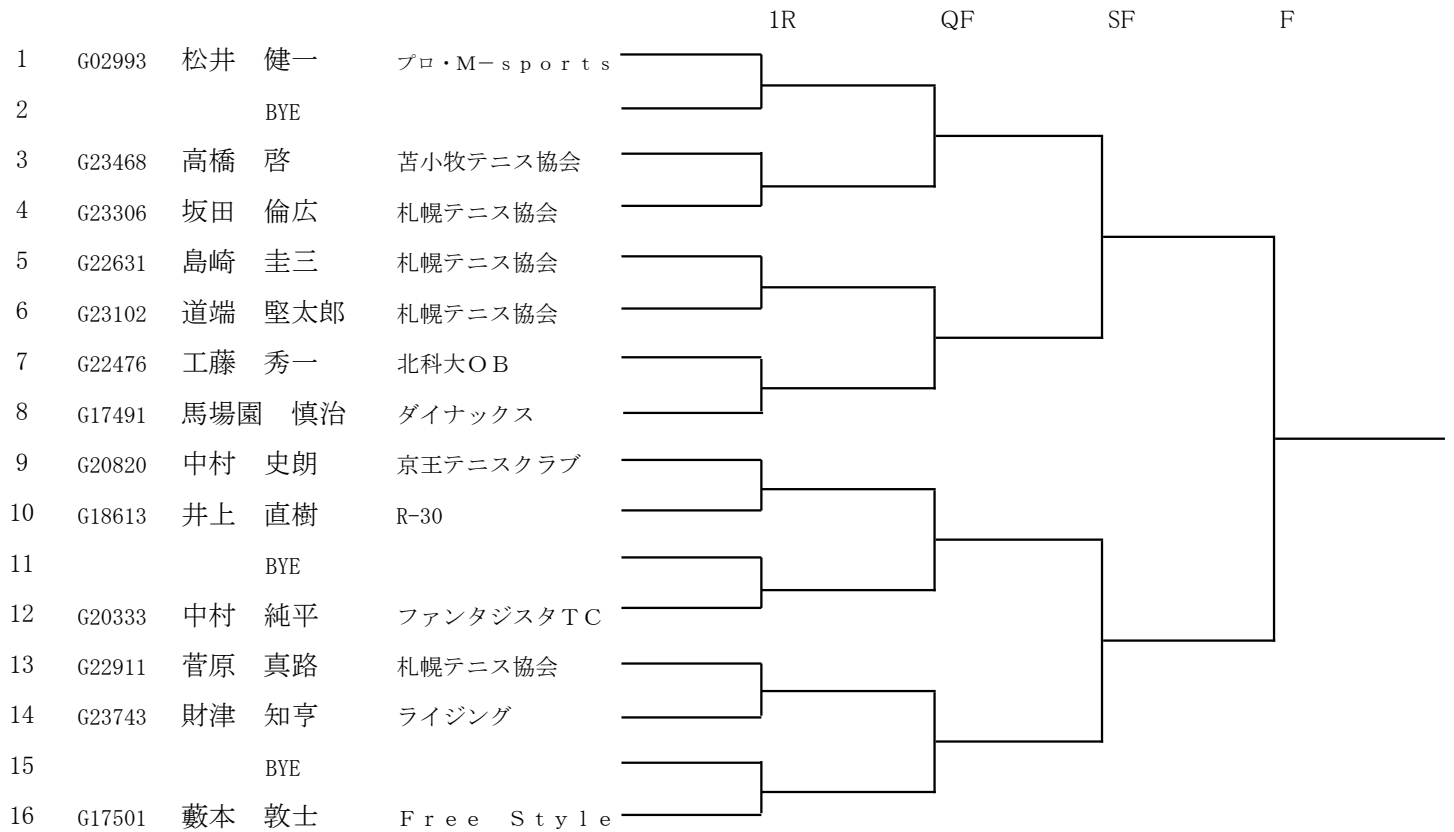 1R QF SF F
1 G02993 松井 健一 プロ・M−ｓｐｏｒｔｓ
2 BYE
3 G23468 高橋 啓 苫小牧テニス協会
4 G23306 坂田 倫広 札幌テニス協会
5 G22631 島崎 圭三 札幌テニス協会
6 G23102 道端 堅太郎 札幌テニス協会
7 G22476 工藤 秀一 北科大ＯＢ
8 G17491 馬場園 慎治 ダイナックス
9 G20820 中村 史朗 京王テニスクラブ
10 G18613 井上 直樹 R-30
11 BYE
12 G20333 中村 純平 ファンタジスタＴＣ
13 G22911 菅原 真路 札幌テニス協会
14 G23743 財津 知亨 ライジング
15 BYE
16 G17501 藪本 敦士 Ｆｒｅｅ Ｓｔｙｌｅ